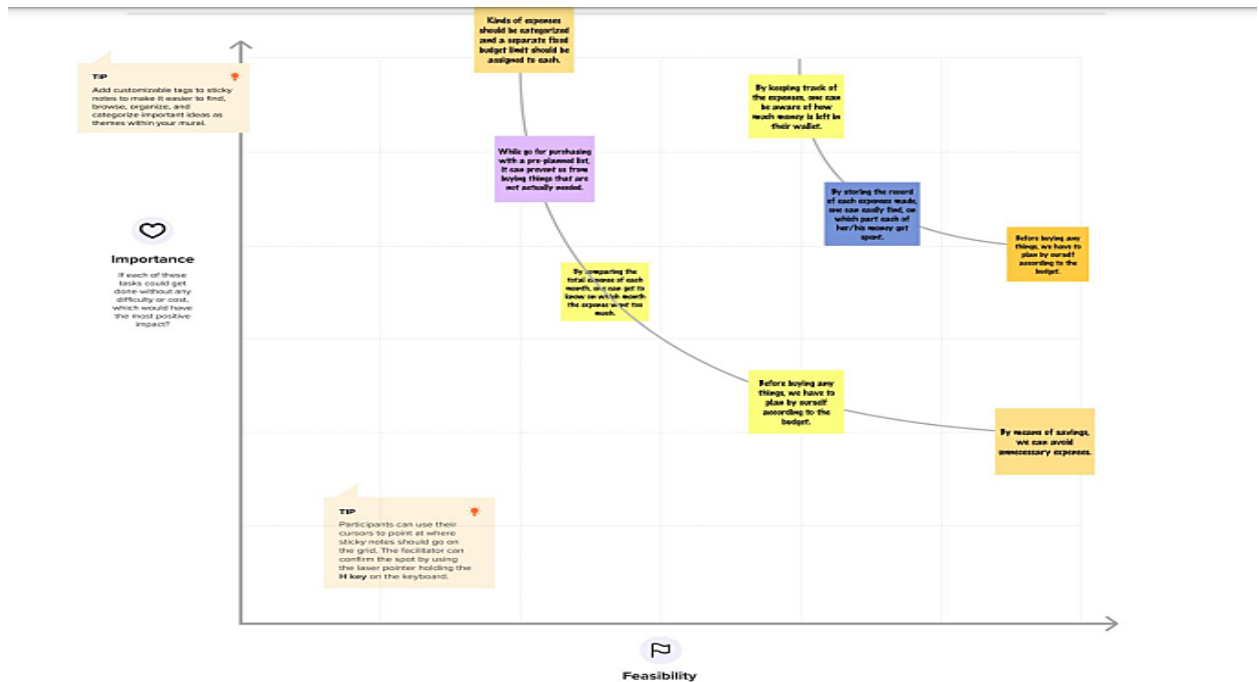 Kinds of expenses
should be categorized
and a separate fixed
budget limit should be
assigned to each.
TIP
Add customizable tags to sticky
notes to make it easier to find,
browse, organize, and
categorize important ideas as
themes within your mural.
By keeping track of
the expenses, one can
be aware of how
much money is left in
their wallet.
While go for purchasing
with a pre-planned list,
it can prevent us from
buying things that are
not actually needed.
By storing the record
of each expenses made,
one can easily find, on
which part each of
her/his money get
spent.
Before buying any
things, we have to
plan by ourself
according to the
budget.
Importance
If each of these
tasks could get
done without any
difficulty or cost,
which would have
the most positive
impact?
By comparing the
total expense of each
month, one can get to
know on which month
the expense went too
much.
Before buying any
things, we have to
plan by ourself
according to the
budget.
By means of savings,
we can avoid
unnecessary expenses.
TIP
Participants can use their
cursors to point at where
sticky notes should go on
the grid. The facilitator can
confirm the spot by using
the laser pointer holding the
H key on the keyboard.
Feasibility